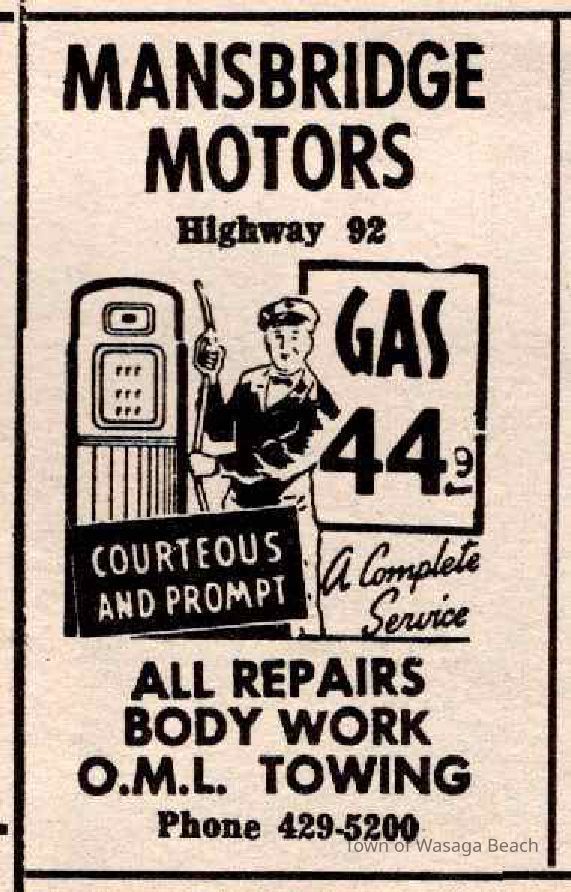 MANSBRIDGE
MOTORS
Highway 92
GAS
44.9
COURTEOUS
AND PROMPT
A Complete
Service
ALL REPAIRS
BODY WORK
O.M.L. TOWING
Phone 429-5200
Town of Wasaga Beach